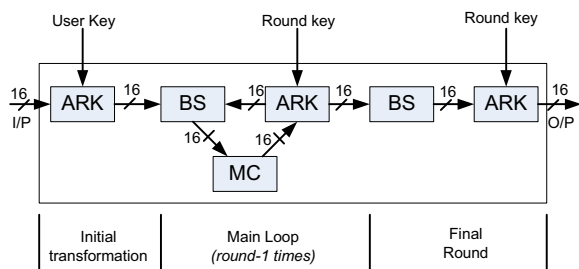 User Key
Round key
Round key
16
ARK
16
BS
16
ARK
16
BS
16
ARK
16
I/P
O/P
16
16
MC
Initial
transformation
Main Loop
(round-1 times)
Final
Round